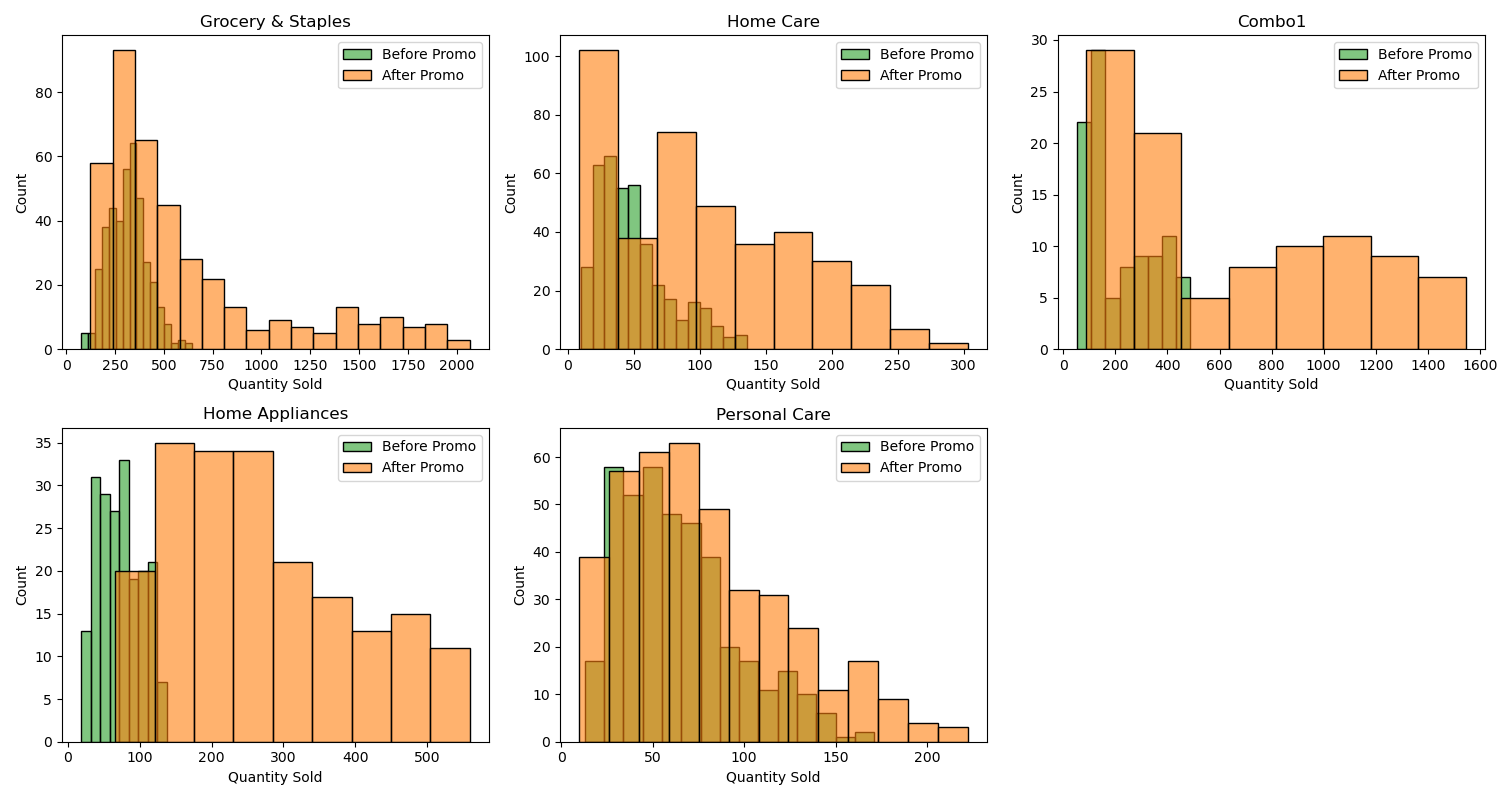 Grocery & Staples
Before Promo
After Promo
Count
80
60
40
20
0
0 250 500 750 1000 1250 1500 1750 2000
Quantity Sold
Home Care
Before Promo
After Promo
Count
100
80
60
40
20
0
0 50 100 150 200 250 300
Quantity Sold
Combo1
Before Promo
After Promo
Count
30
25
20
15
10
5
0
0 200 400 600 800 1000 1200 1400 1600
Quantity Sold
Home Appliances
Before Promo
After Promo
Count
35
30
25
20
15
10
5
0
0 100 200 300 400 500
Quantity Sold
Personal Care
Before Promo
After Promo
Count
60
50
40
30
20
10
0
0 50 100 150 200
Quantity Sold